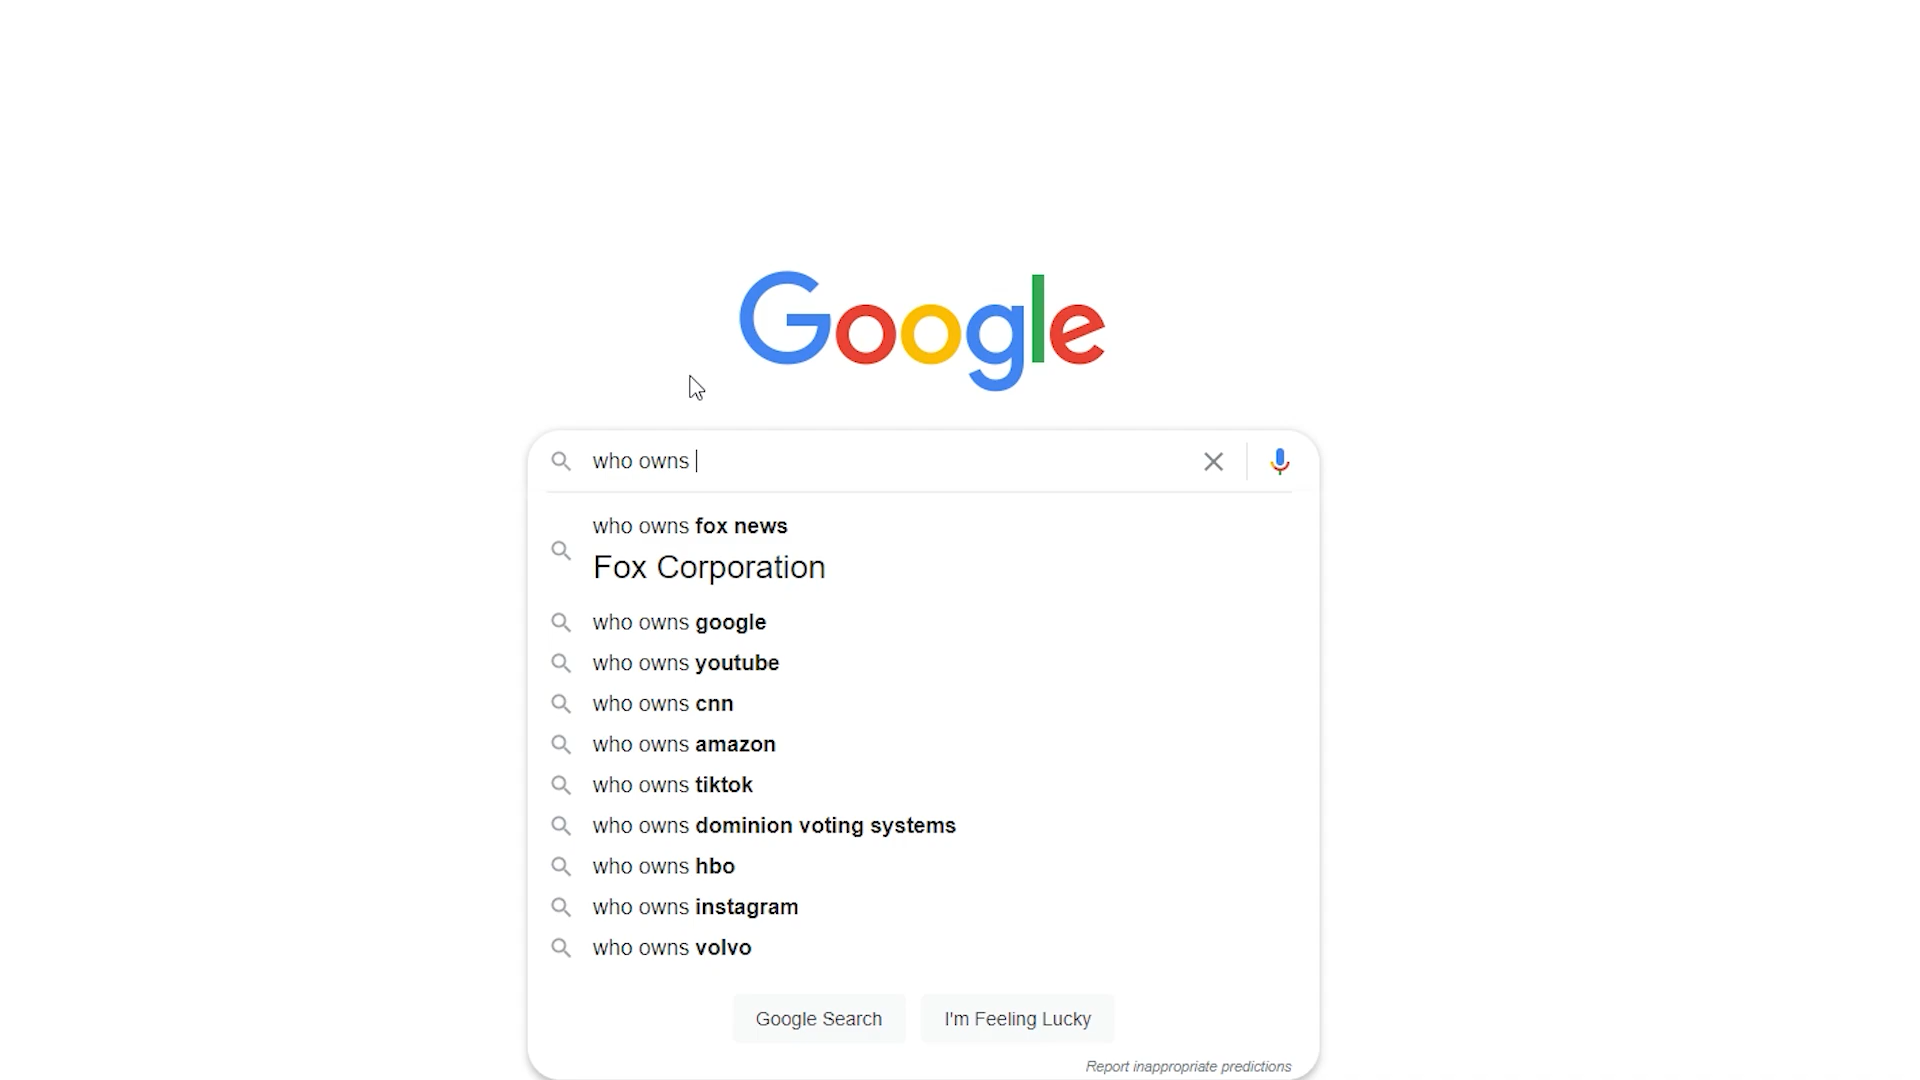 Google
who owns
who owns fox news
Fox Corporation
who owns google
who owns youtube
who owns cnn
who owns amazon
who owns tiktok
who owns dominion voting systems
who owns hbo
who owns instagram
who owns volvo
Google Search I'm Feeling Lucky
Report inappropriate predictions